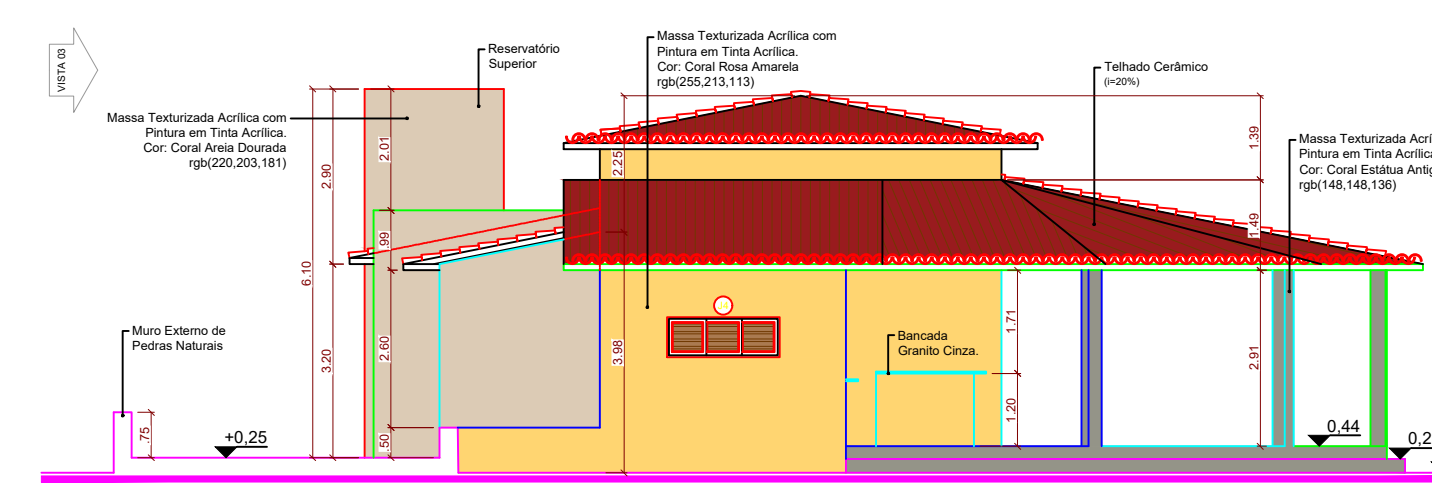 VISTA 03
Reservatório
Superior
Massa Texturizada Acrílica com
Pintura em Tinta Acrílica.
Cor: Coral Rosa Amarela
rgb(255,213,113)
Telhado Cerâmico
(i=20%)
Massa Texturizada Acrílica com
Pintura em Tinta Acrílica.
Cor: Coral Areia Dourada
rgb(220,203,181)
Massa Texturizada Acrí
Pintura em Tinta Acrílica
Cor: Coral Estátua Antig
rgb(148,148,136)
2.01
2.90
2.25
1.39
1.49
.99
6.10
3.20
2.60
3.98
1.71
2.91
1.20
.75
.50
Muro Externo de
Pedras Naturais
Bancada
Granito Cinza.
+0,25
0,44
0,2